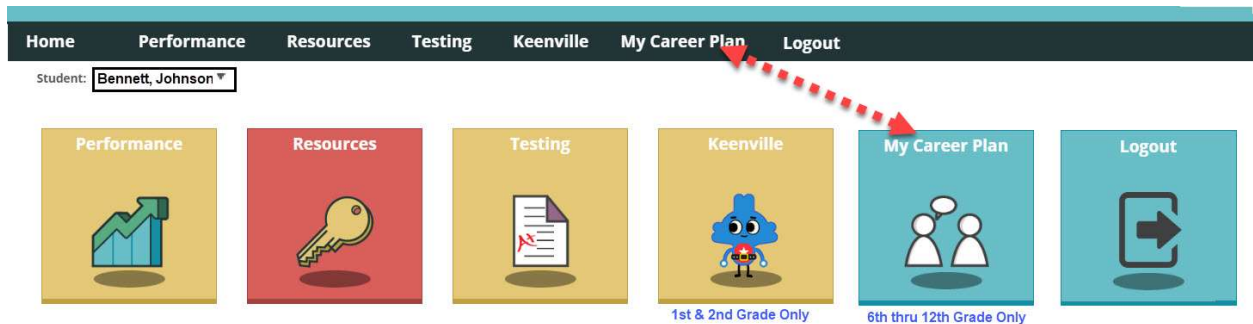 Home Performance Resources Testing Keenville My Career Plan Logout
Student: Bennett, Johnson
Performance Resources Testing Keenville My Career Plan Logout
A+
1st & 2nd Grade Only 6th thru 12th Grade Only